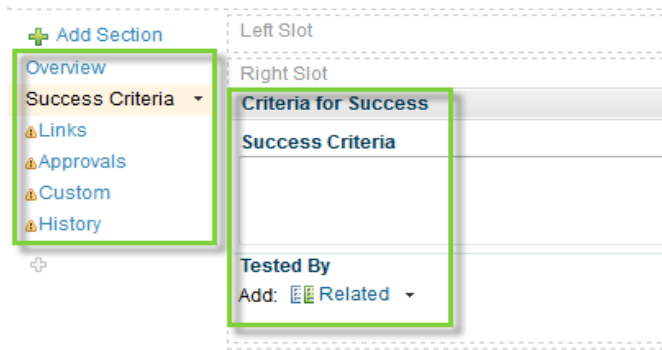 Add Section
Overview
Success Criteria
Links
Approvals
Custom
History
Left Slot
Right Slot
Criteria for Success
Success Criteria
Tested By
Add: Related